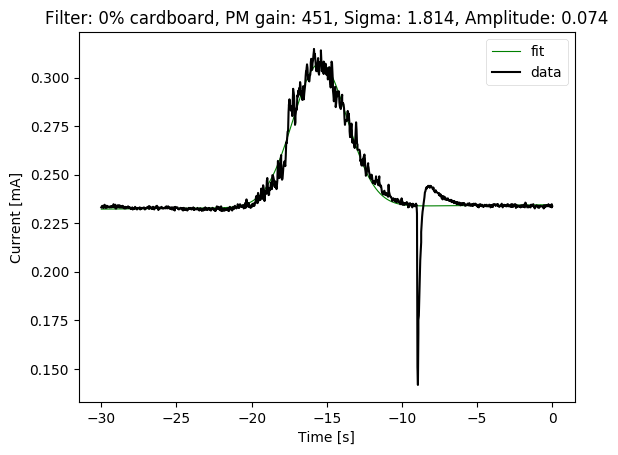 Filter: 0% cardboard, PM gain: 451, Sigma: 1.814, Amplitude: 0.074
fit
data
0.300
0.275
0.250
0.225
0.200
0.175
0.150
Current [mA]
−30
−25
−20
−15
−10
−5
0
Time [s]